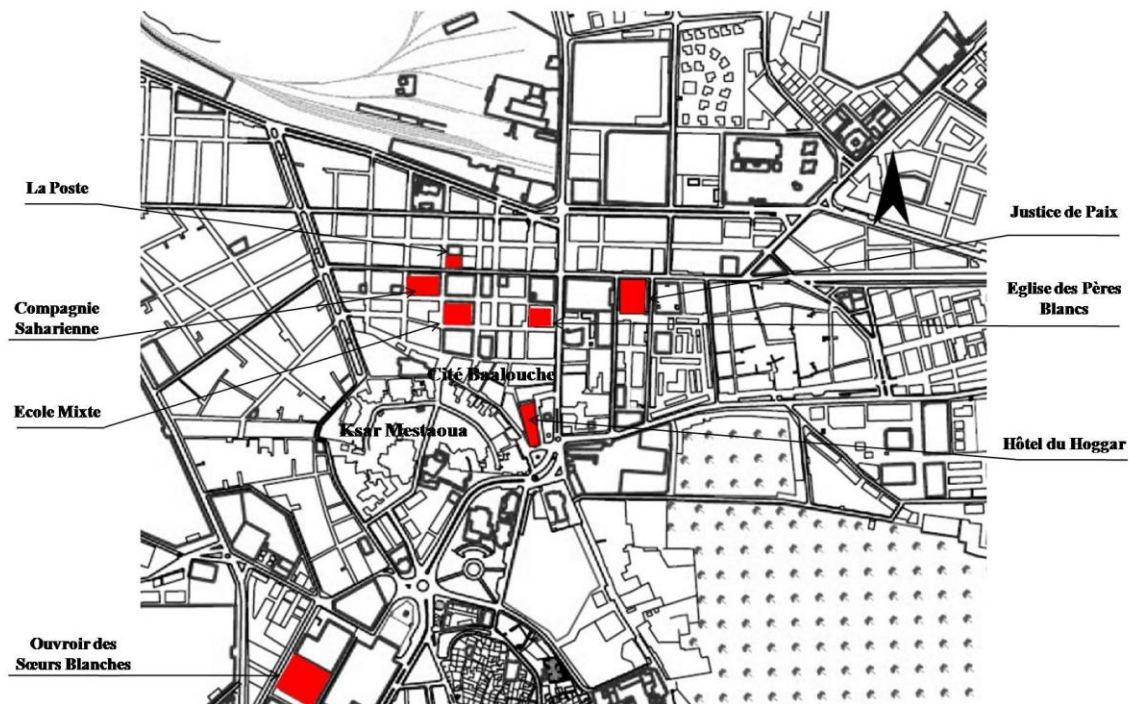 La Poste
Justice de Paix
Compagnie
Saharienne
Eglise des Pères
Blancs
Cité Baalouche
Ecole Mixte
Ksar Mestaoua
Hôtel du Hoggar
Ouvroir des
Sœurs Blanches